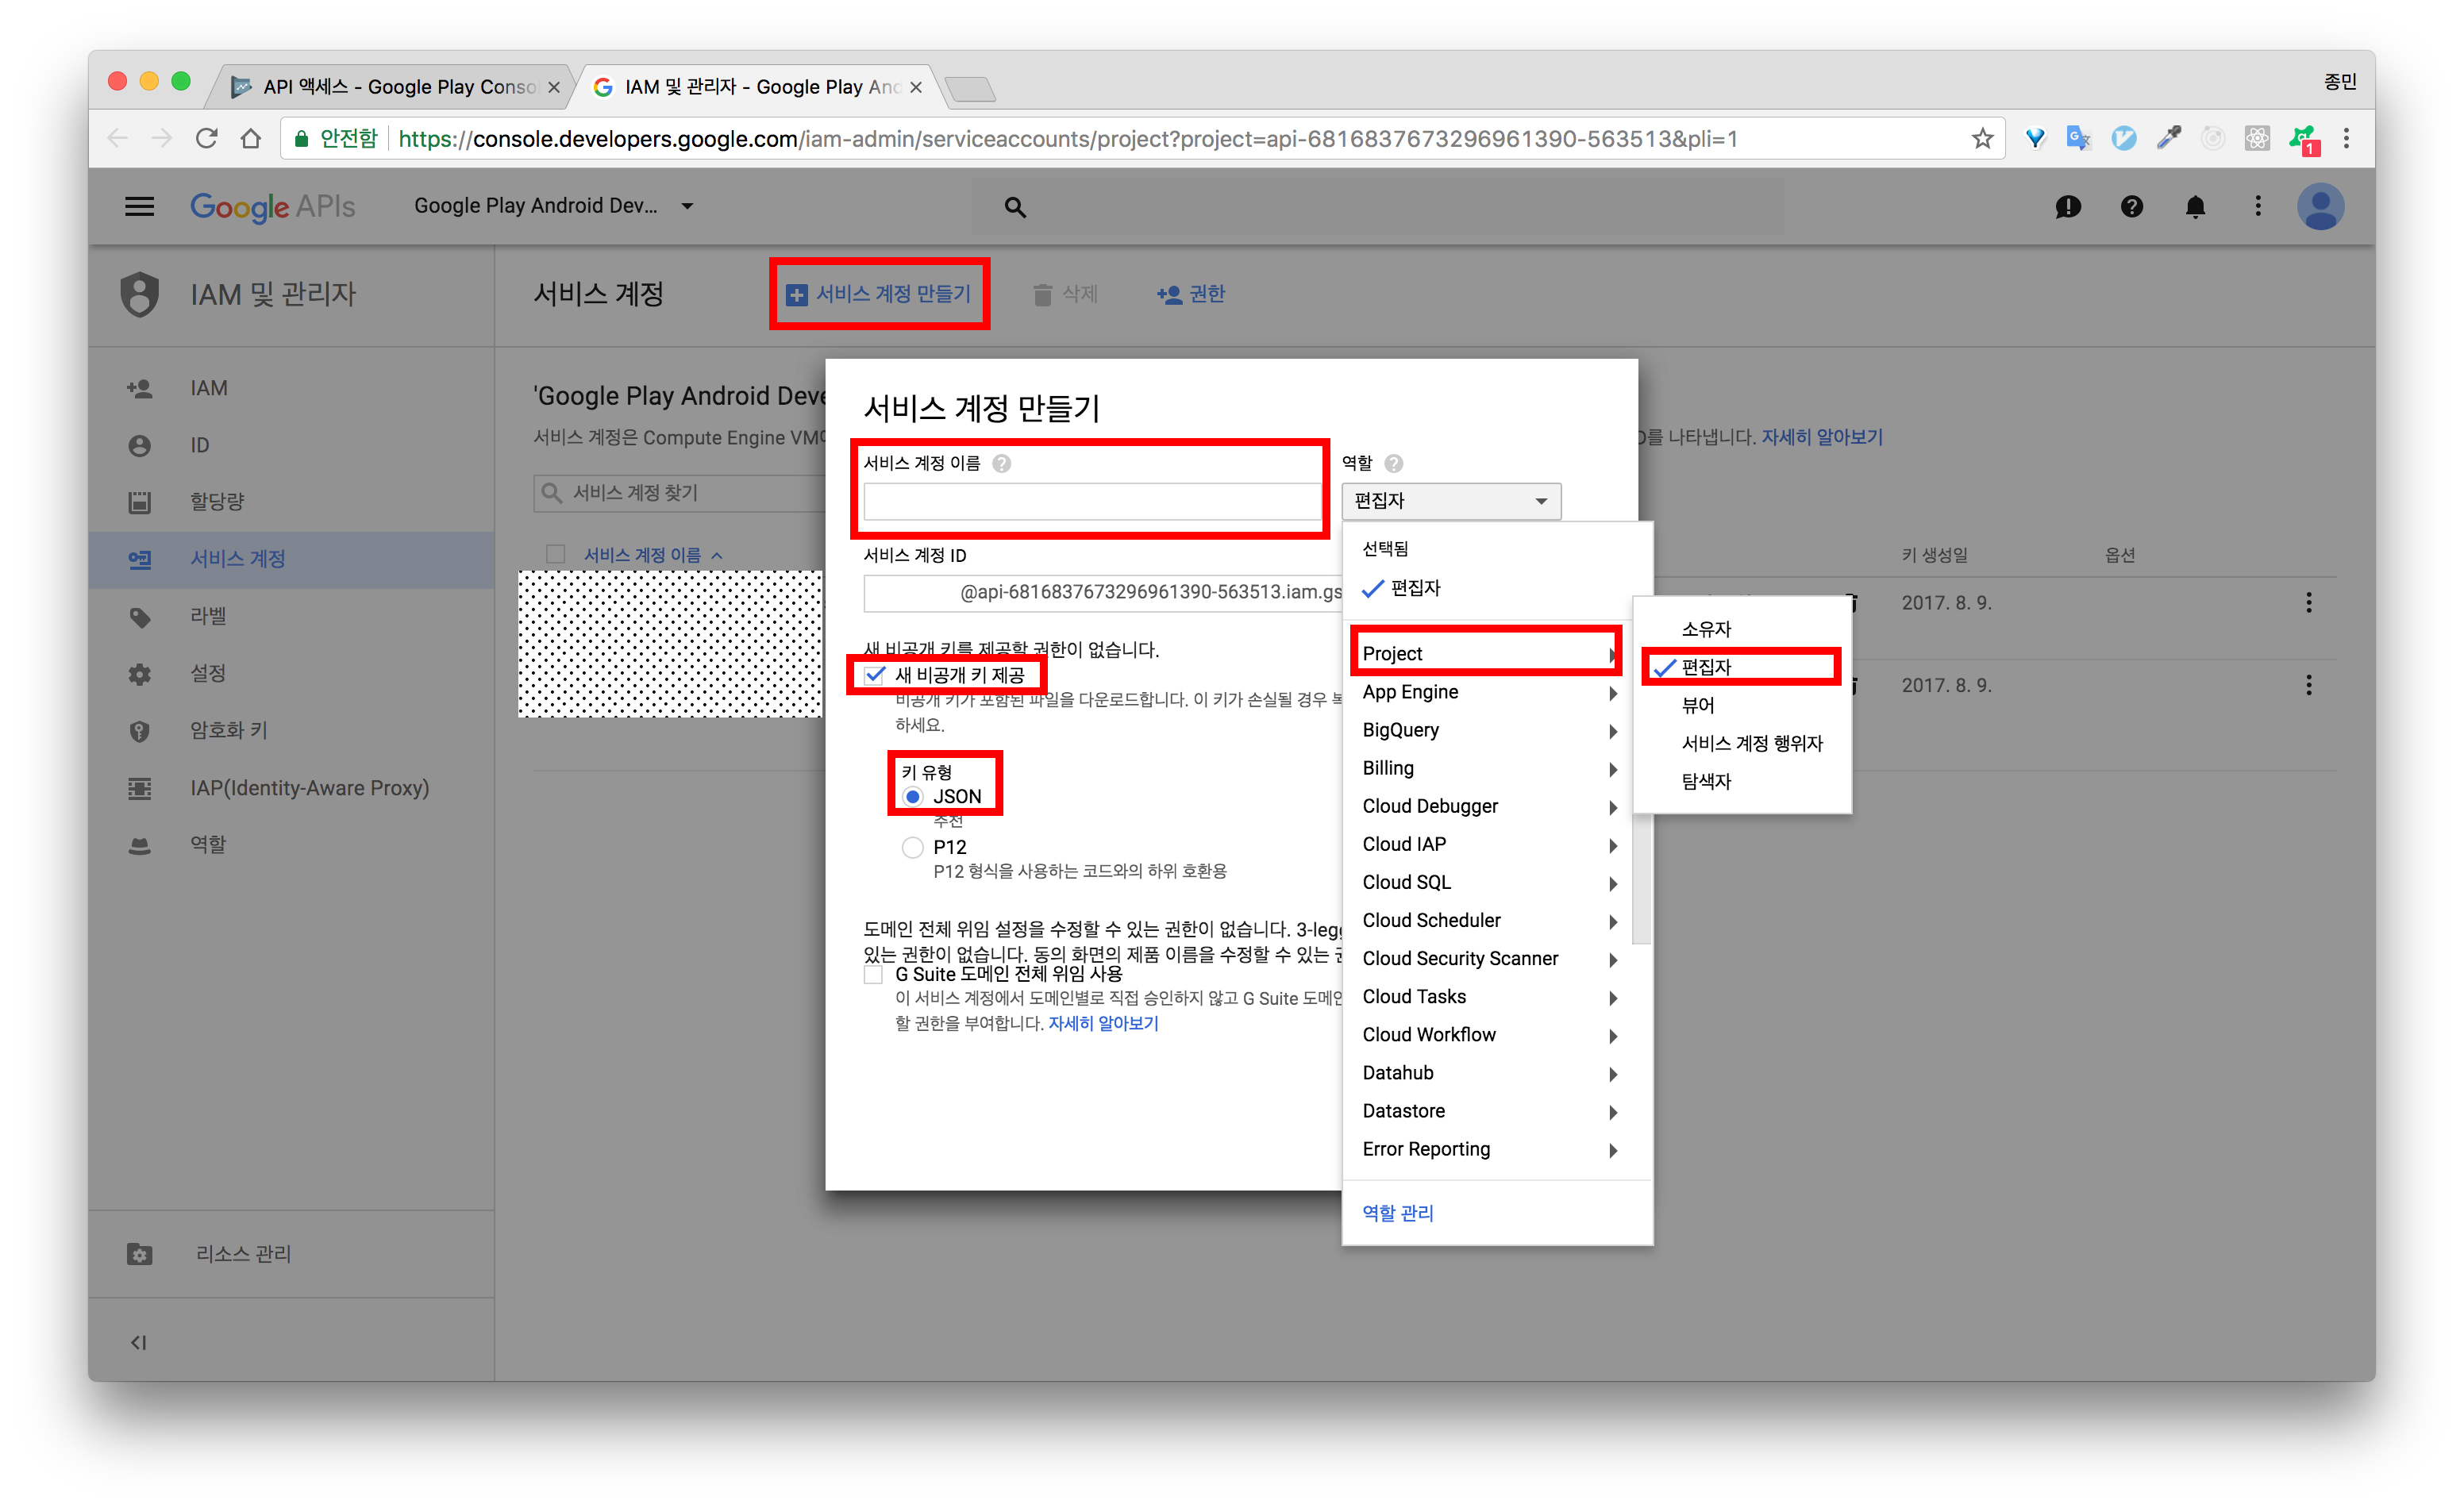 API 액세스 - Google Play Conso
IAM 및 관리자 - Google Play And
종민
안전함
https://console.developers.google.com/iam-admin/serviceaccounts/project?project=api-6816837673296961390-563513&pli=1
1
Google APIs
Google Play Android Dev...
IAM 및 관리자
서비스 계정
서비스 계정 만들기
삭제
권한
IAM
ID
할당량
서비스 계정
라벨
설정
암호화 키
IAP(Identity-Aware Proxy)
역할
리소스 관리
'Google Play Android Deve
서비스 계정은 Compute Engine VM에
를 나타냅니다. 자세히 알아보기
서비스 계정 찾기
서비스 계정 이름
키 생성일
옵션
2017. 8. 9.
2017. 8. 9.
서비스 계정 만들기
서비스 계정 이름
역할
편집자
서비스 계정 ID
@api-6816837673296961390-563513.iam.gs
새 비공개 키를 제공할 권한이 없습니다.
새 비공개 키 제공
비공개 키가 포함된 파일을 다운로드합니다. 이 키가 손실될 경우
하세요.
키 유형
JSON
추천
P12
P12 형식을 사용하는 코드와의 하위 호환용
도메인 전체 위임 설정을 수정할 수 있는 권한이 없습니다. 3-leg
있는 권한이 없습니다. 동의 화면의 제품 이름을 수정할 수 있는
G Suite 도메인 전체 위임 사용
이 서비스 계정에서 도메인별로 직접 승인하지 않고 G Suite 도메인
할 권한을 부여합니다. 자세히 알아보기
선택됨
편집자
Project
App Engine
BigQuery
Billing
Cloud Debugger
Cloud IAP
Cloud SQL
Cloud Scheduler
Cloud Security Scanner
Cloud Tasks
Cloud Workflow
Datahub
Datastore
Error Reporting
역할 관리
소유자
편집자
뷰어
서비스 계정 행위자
탐색자